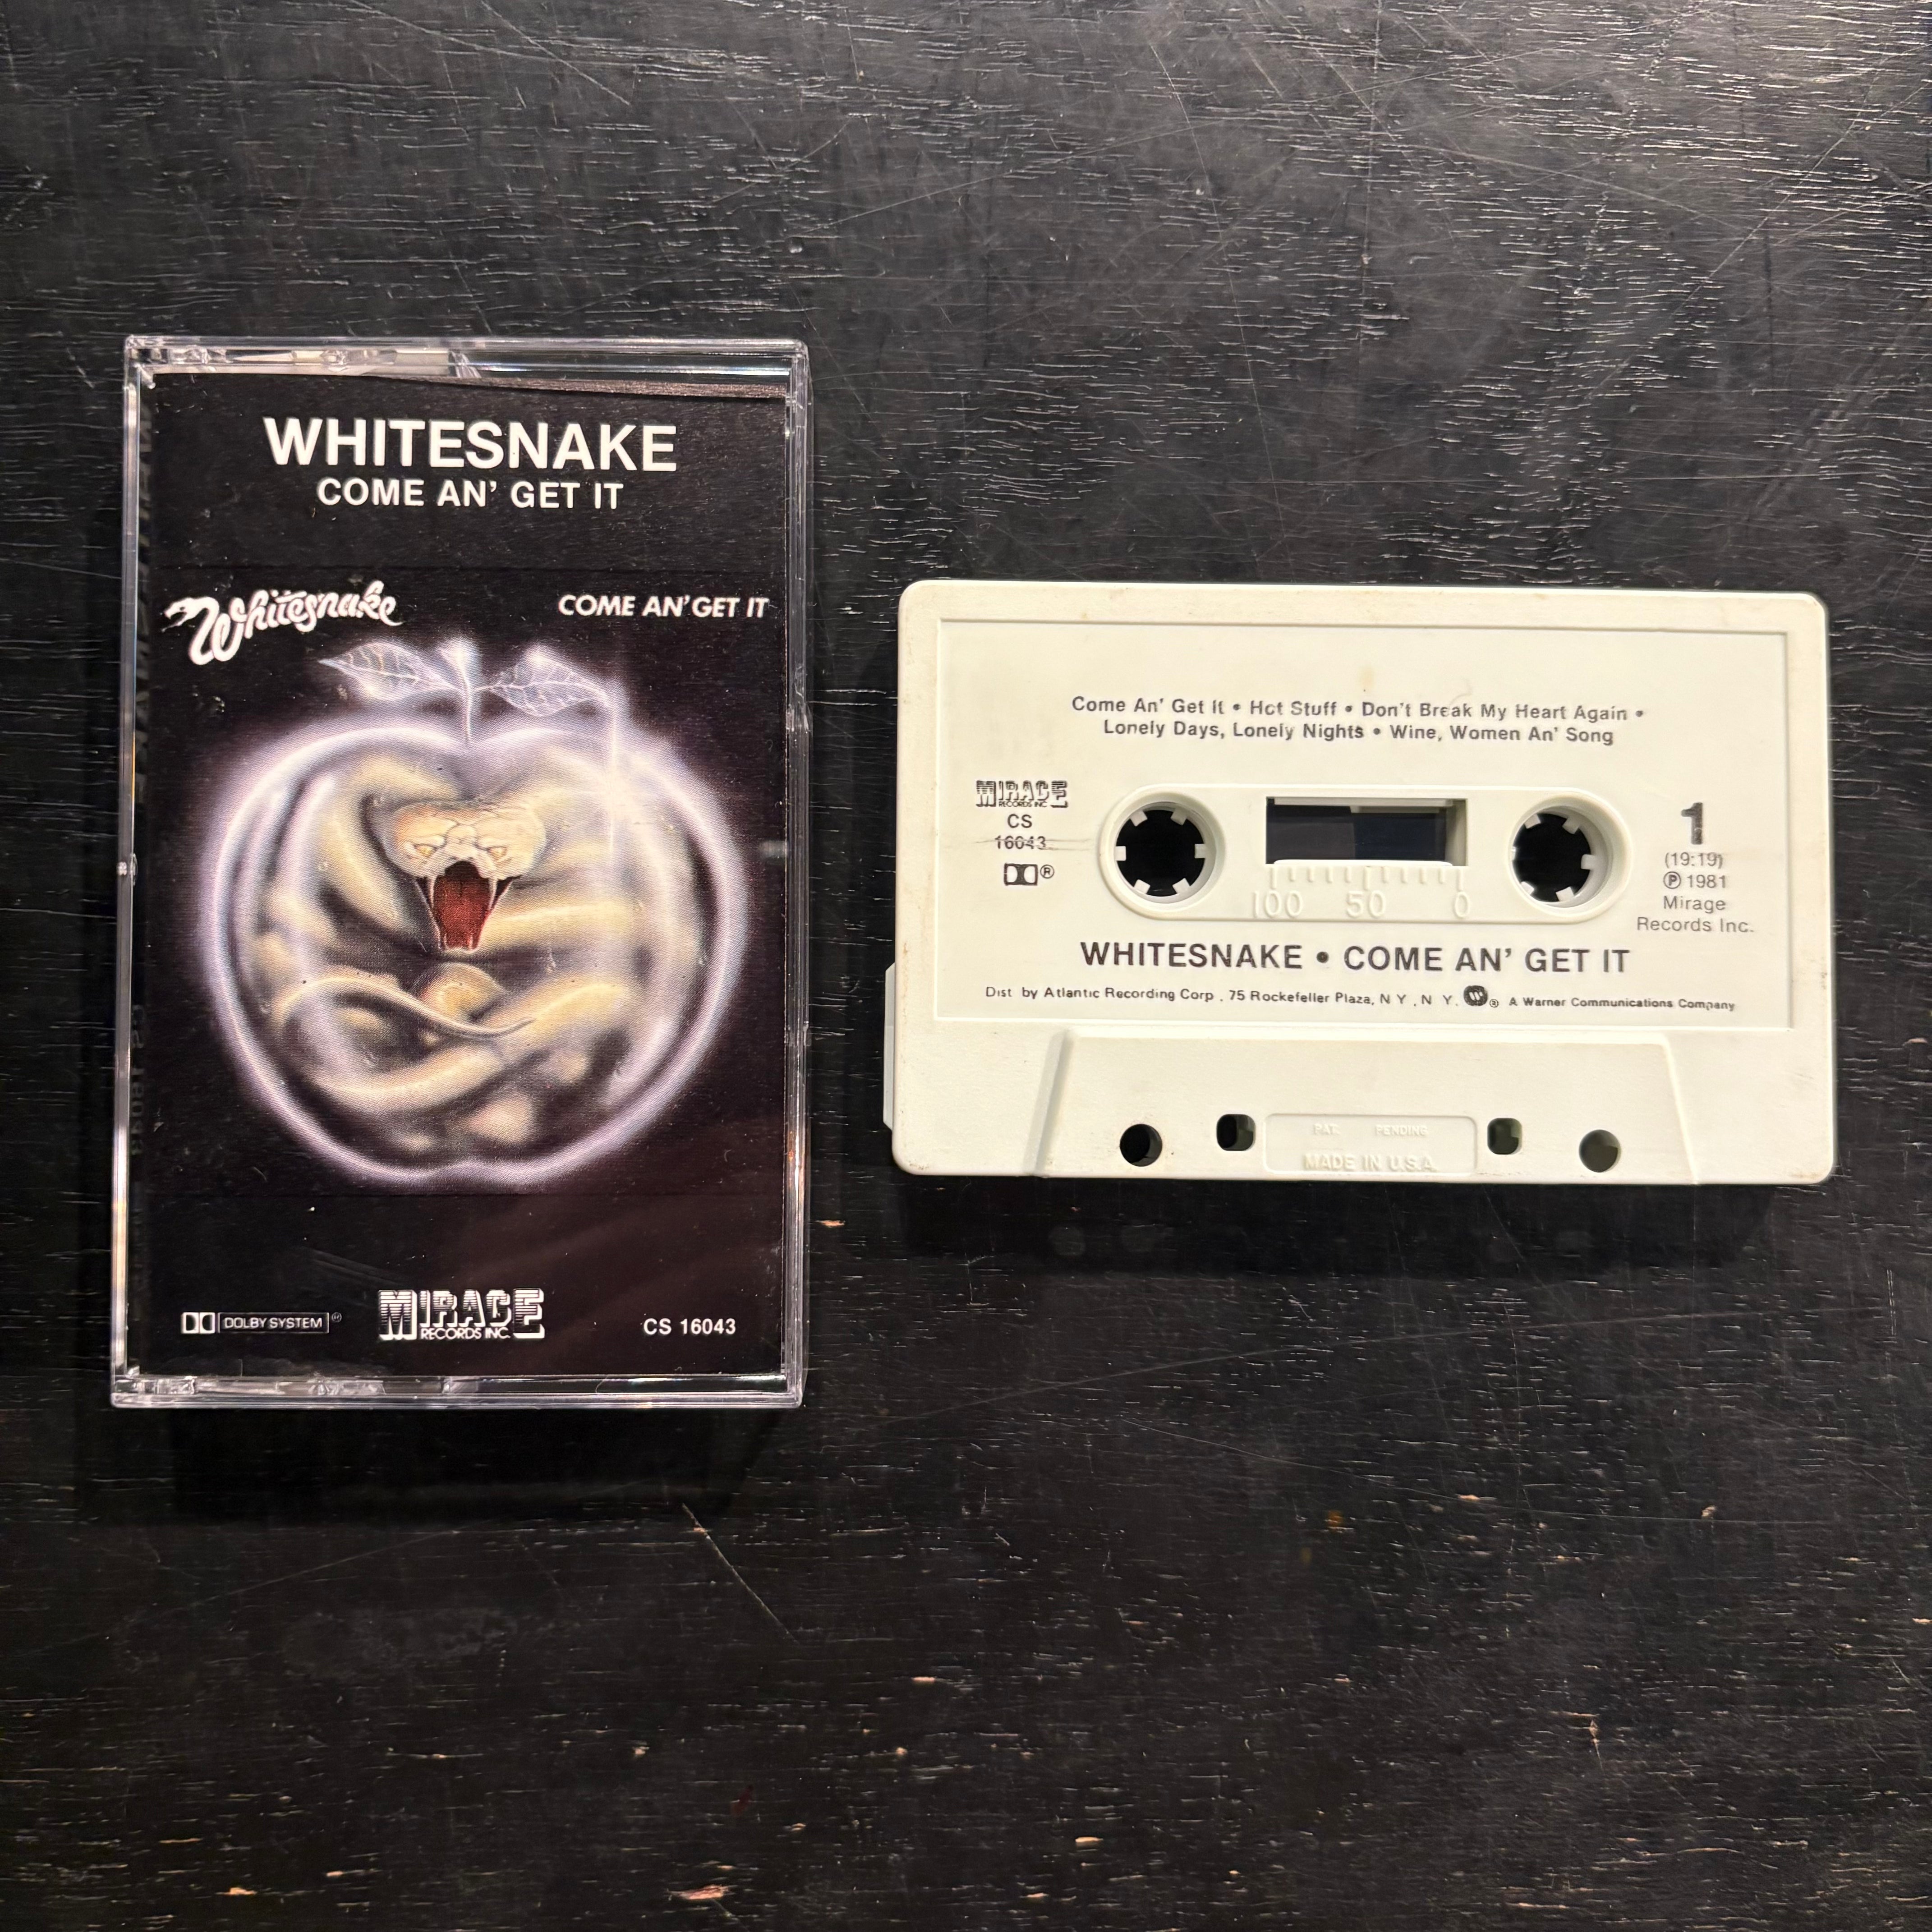 WHITESNAKE
COME AN' GET IT
Whitesnake
COME AN' GET IT
DOLBY SYSTEM®
MIRAGE
RECORDS INC.
CS 16043
Come An' Get It • Hot Stuff • Don't Break My Heart Again •
Lonely Days, Lonely Nights • Wine, Women An' Song
MIRAGE
RECORDS INC.
CS
16043
®
1
(19:19)
Ⓟ 1981
Mirage
Records Inc.
100 50 0
WHITESNAKE • COME AN' GET IT
Dist. by Atlantic Recording Corp., 75 Rockefeller Plaza, N.Y., N.Y. ® A Warner Communications Company
PAT. PENDING
MADE IN U.S.A.